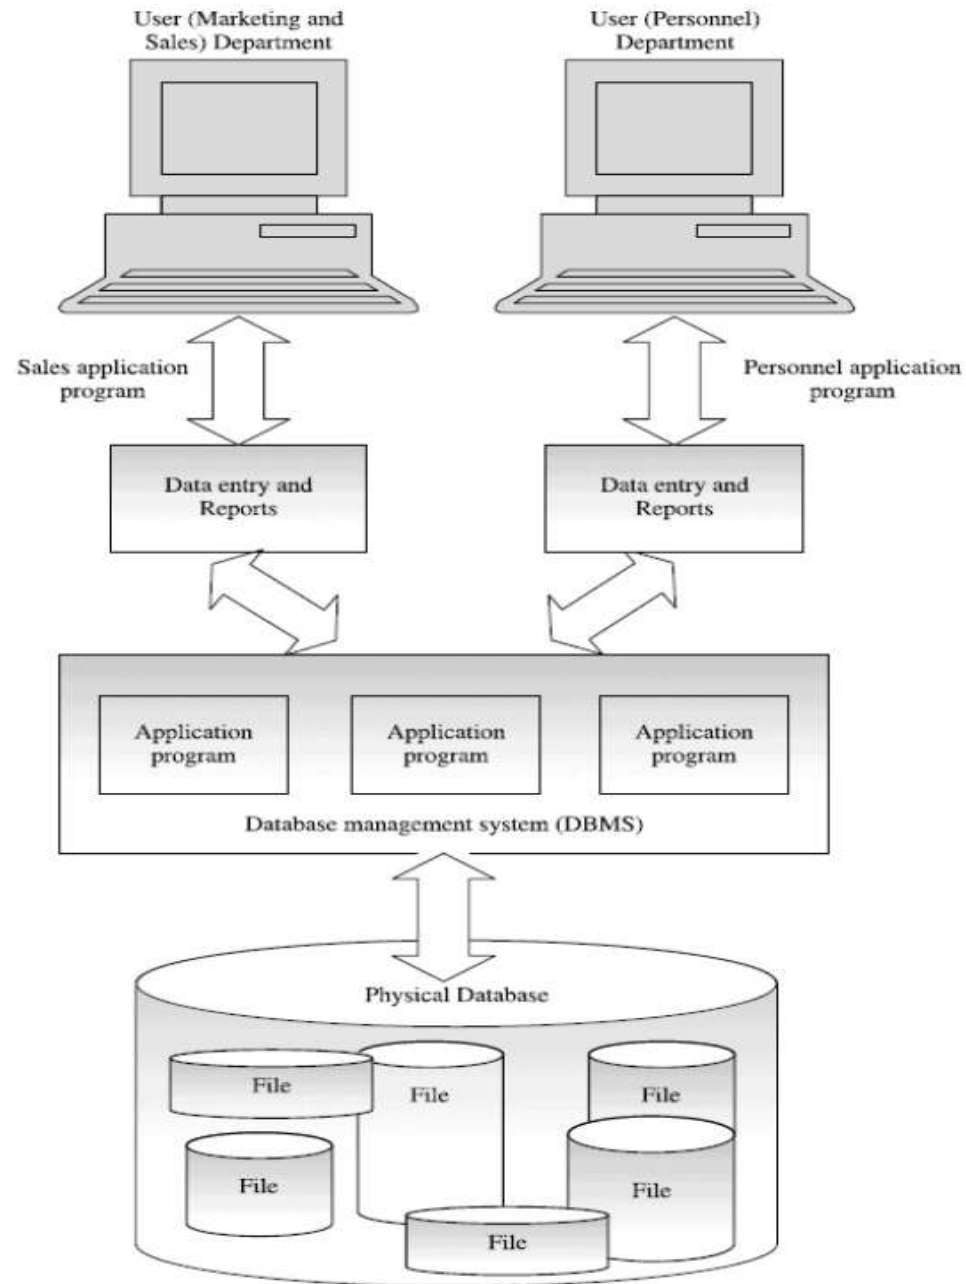 User (Marketing and
Sales) Department
User (Personnel)
Department
Sales application
program
Personnel application
program
Data entry and
Reports
Data entry and
Reports
Application
program
Application
program
Application
program
Database management system (DBMS)
Physical Database
File
File
File
File
File
File